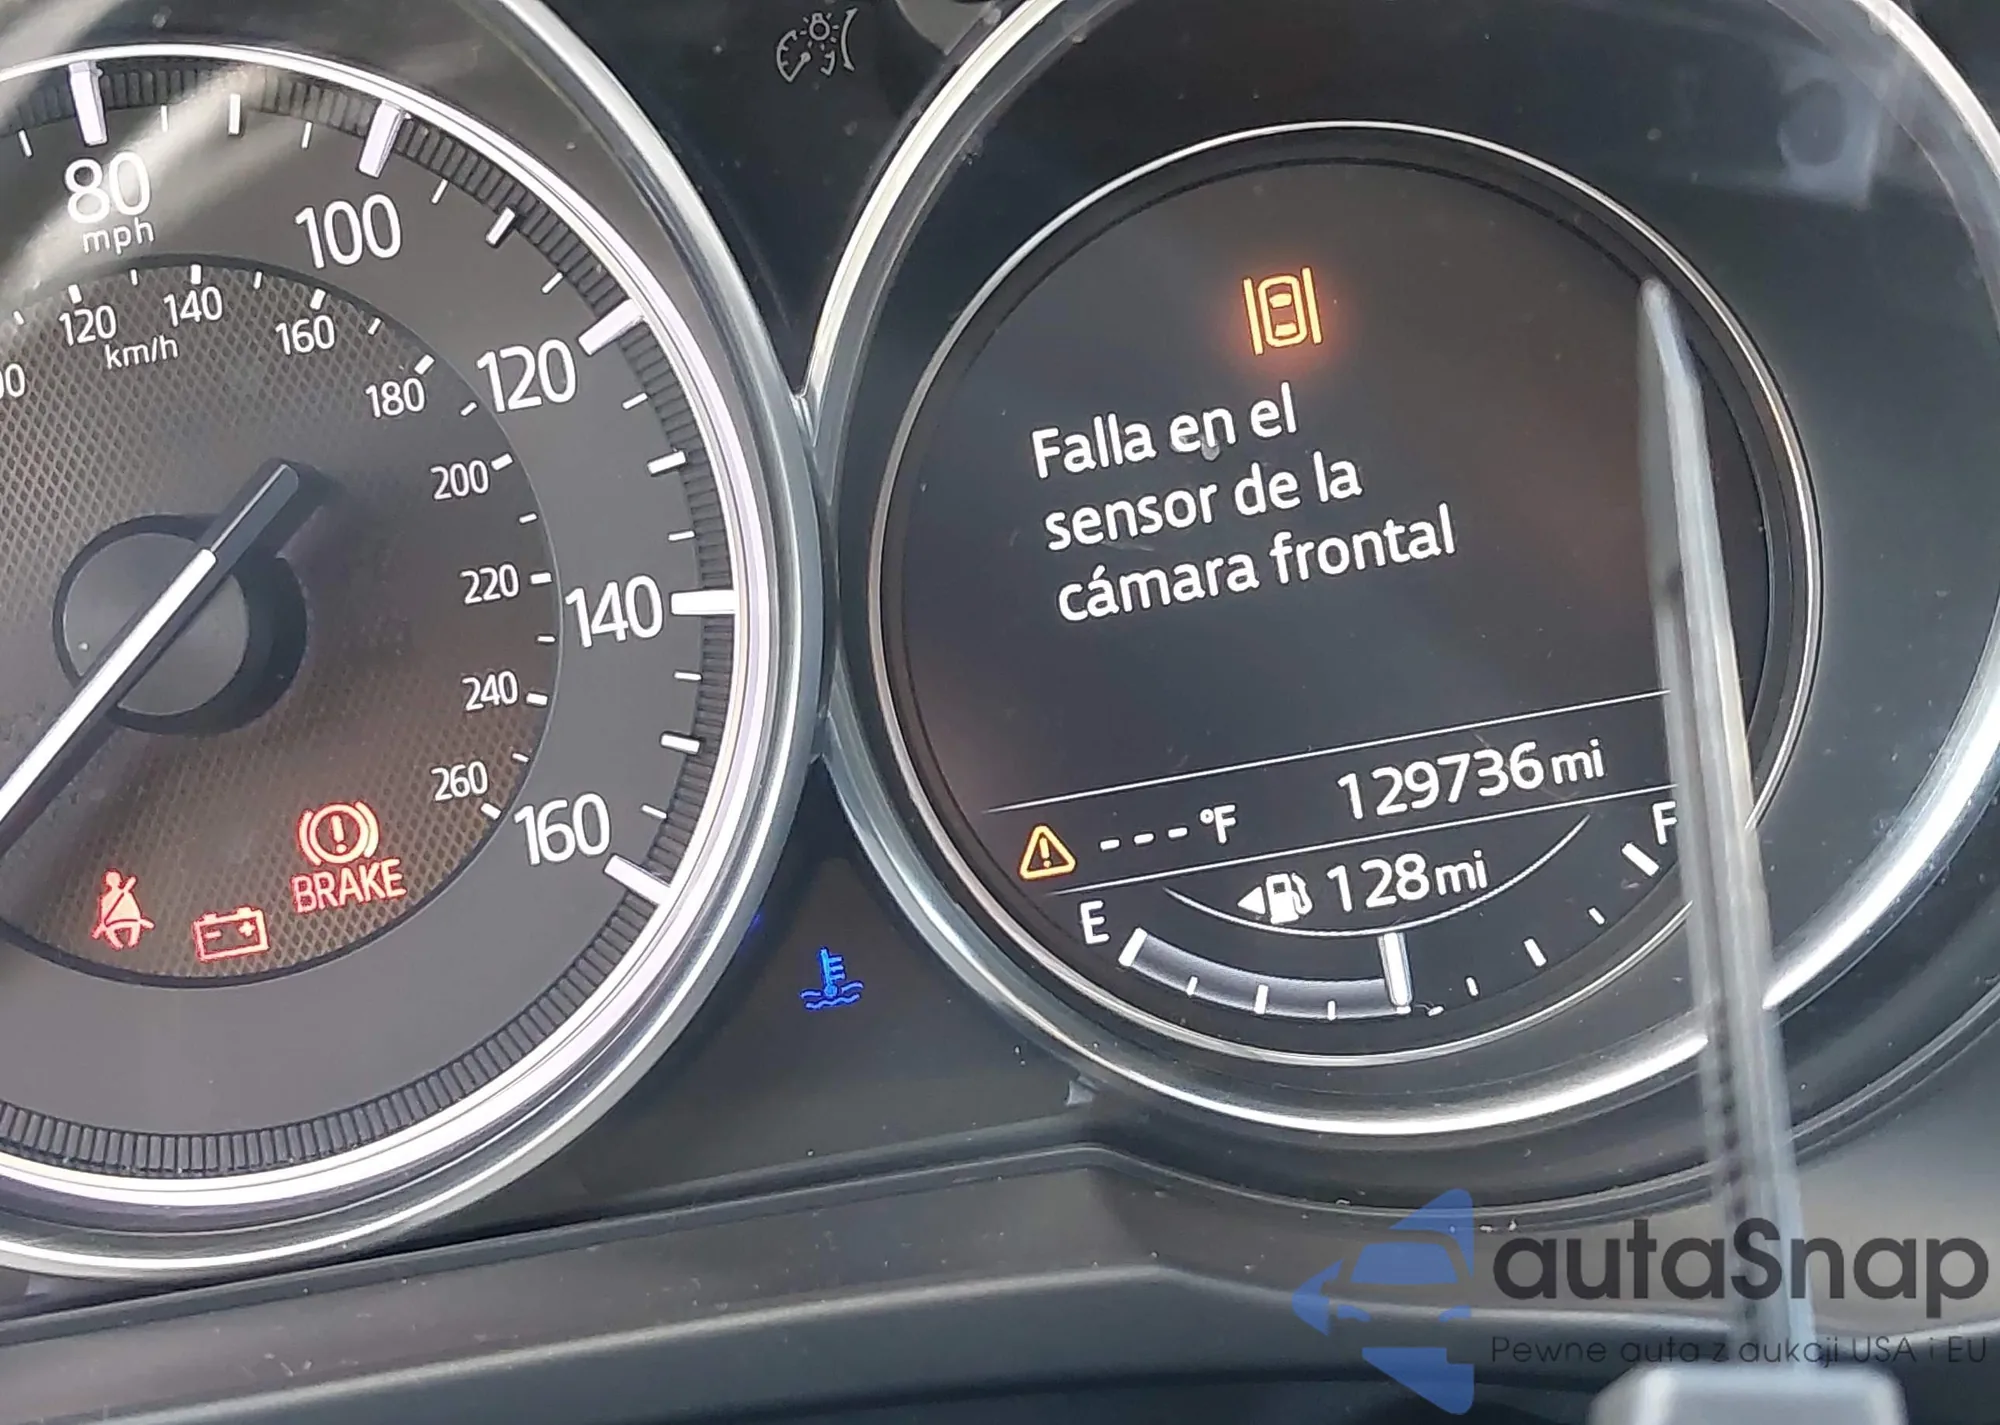 80
mph
100
120
140
160
120
140
km/h
160
180
200
220
240
260
BRAKE
Falla en el
sensor de la
cámara frontal
129736 mi
---°F
128 mi
E
F
autaSnap
Pewne auta z aukcji USA i EU